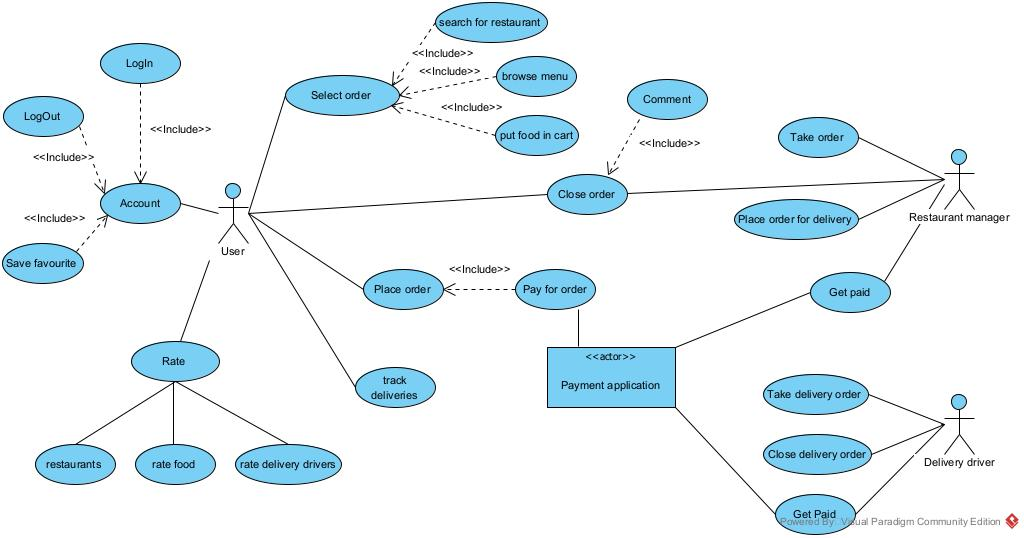 search for restaurant
<<Include>>
LogIn
<<Include>>
browse menu
Select order
Comment
<<Include>>
put food in cart
LogOut
<<Include>>
<<Include>>
Take order
<<Include>>
Close order
Account
<<Include>>
Place order for delivery
Restaurant manager
User
Save favourite
<<Include>>
Place order
Pay for order
Get paid
<<actor>>
Rate
Payment application
track
deliveries
Take delivery order
Close delivery order
Delivery driver
restaurants
rate food
rate delivery drivers
Get Paid
Powered By: Visual Paradigm Community Edition